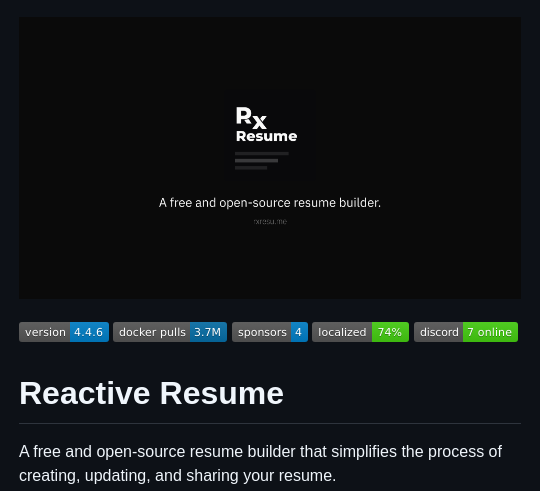 Rx
Resume
A free and open-source resume builder.
rxresu.me
version 4.4.6 docker pulls 3.7M sponsors 4 localized 74% discord 7 online
Reactive Resume
A free and open-source resume builder that simplifies the process of
creating, updating, and sharing your resume.